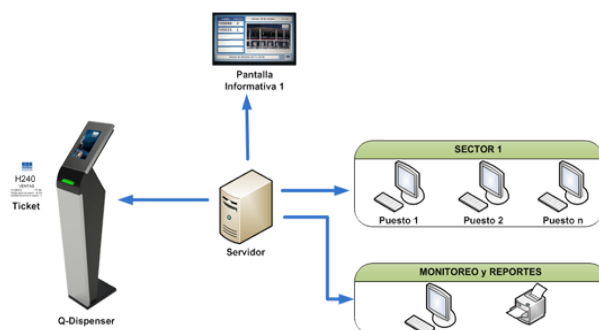 Pantalla
Informativa 1
SECTOR 1
Puesto 1
Puesto 2
Puesto n
H240
VENTAS
Ticket
Servidor
MONITOREO y REPORTES
Q-Dispenser